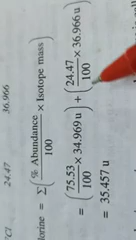 ³⁷Cl 24.47 36.966
lorine = Σ( % Abundance / 100 × Isotope mass )
= ( 75.53 / 100 × 34.969 u ) + ( 24.47 / 100 × 36.966 u )
= 35.457 u